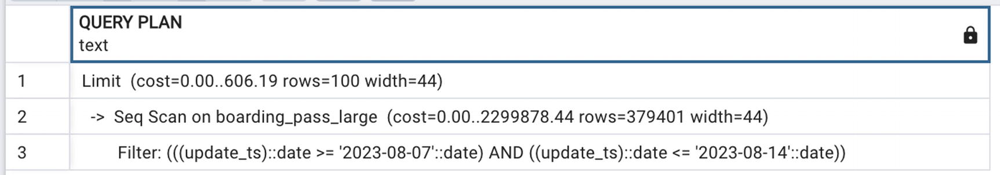 QUERY PLAN
text
1 Limit (cost=0.00..606.19 rows=100 width=44)
2 -> Seq Scan on boarding_pass_large (cost=0.00..2299878.44 rows=379401 width=44)
3 Filter: (((update_ts)::date >= '2023-08-07'::date) AND ((update_ts)::date <= '2023-08-14'::date))